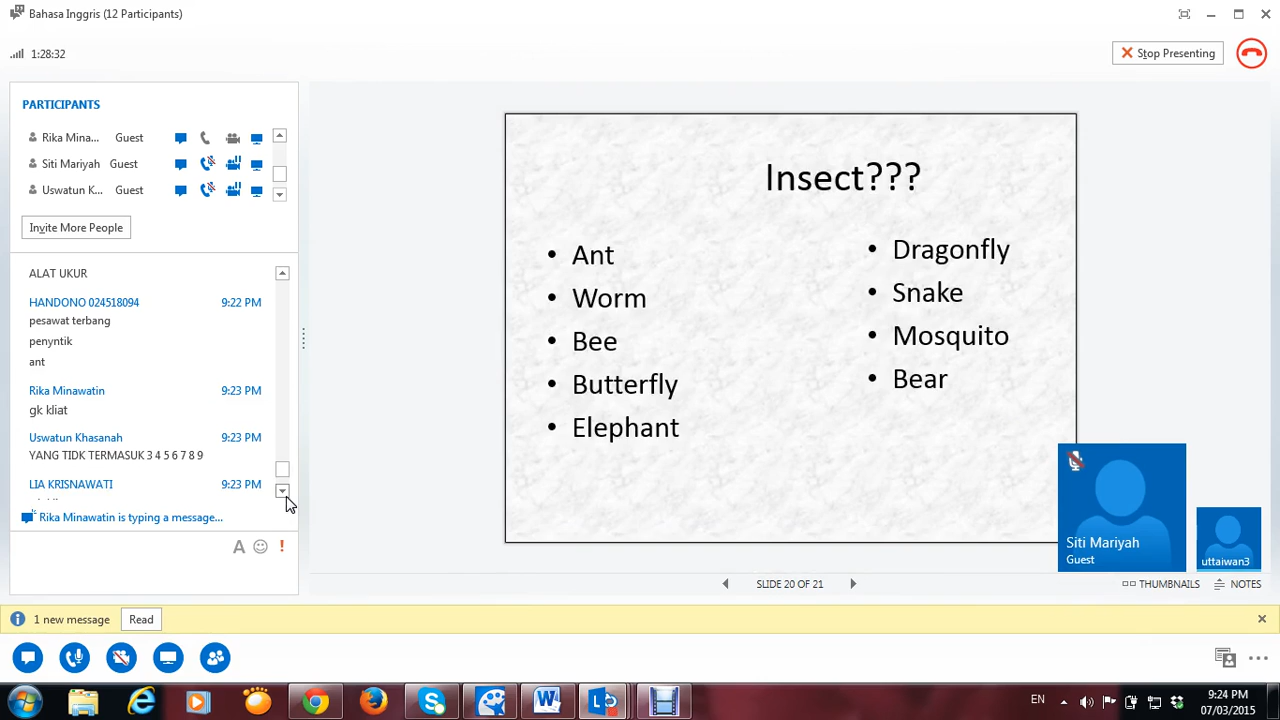 Bahasa Inggris (12 Participants)
1:28:32
Stop Presenting
PARTICIPANTS
Rika Mina... Guest
Siti Mariyah Guest
Uswatun K... Guest
Invite More People
ALAT UKUR
HANDONO 024518094 9:22 PM
pesawat terbang
penyntik
ant
Rika Minawatin 9:23 PM
gk kliat
Uswatun Khasanah 9:23 PM
YANG TIDK TERMASUK 3 4 5 6 7 8 9
LIA KRISNAWATI 9:23 PM
Rika Minawatin is typing a message...
A
Insect???
• Ant
• Worm
• Bee
• Butterfly
• Elephant
• Dragonfly
• Snake
• Mosquito
• Bear
Siti Mariyah
Guest
uttaiwan3
SLIDE 20 OF 21
THUMBNAILS
NOTES
1 new message
Read
EN
9:24 PM
07/03/2015